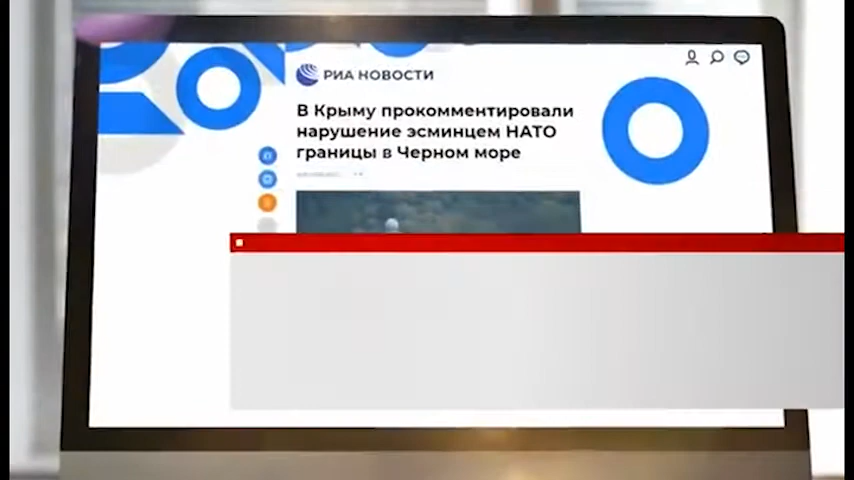 РИА НОВОСТИ
В Крыму прокомментировали
нарушение эсминцем НАТО
границы в Черном море